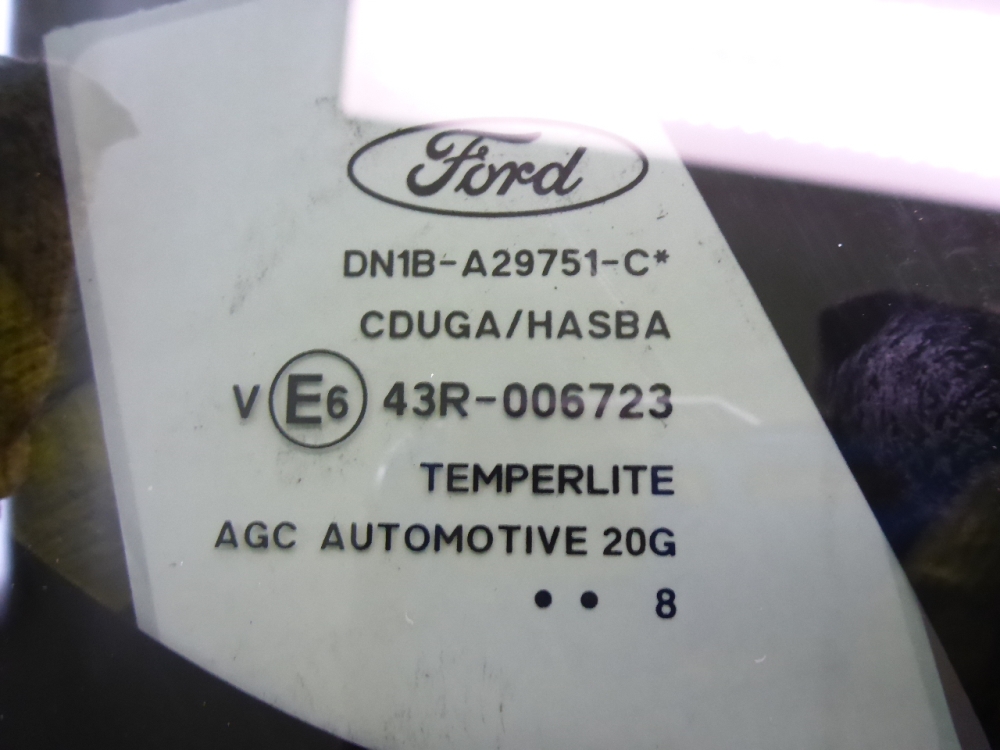 Ford
DN1B-A29751-C*
CDUGA/HASBA
V E6 43R-006723
TEMPERLITE
AGC AUTOMOTIVE 20G
• • 8